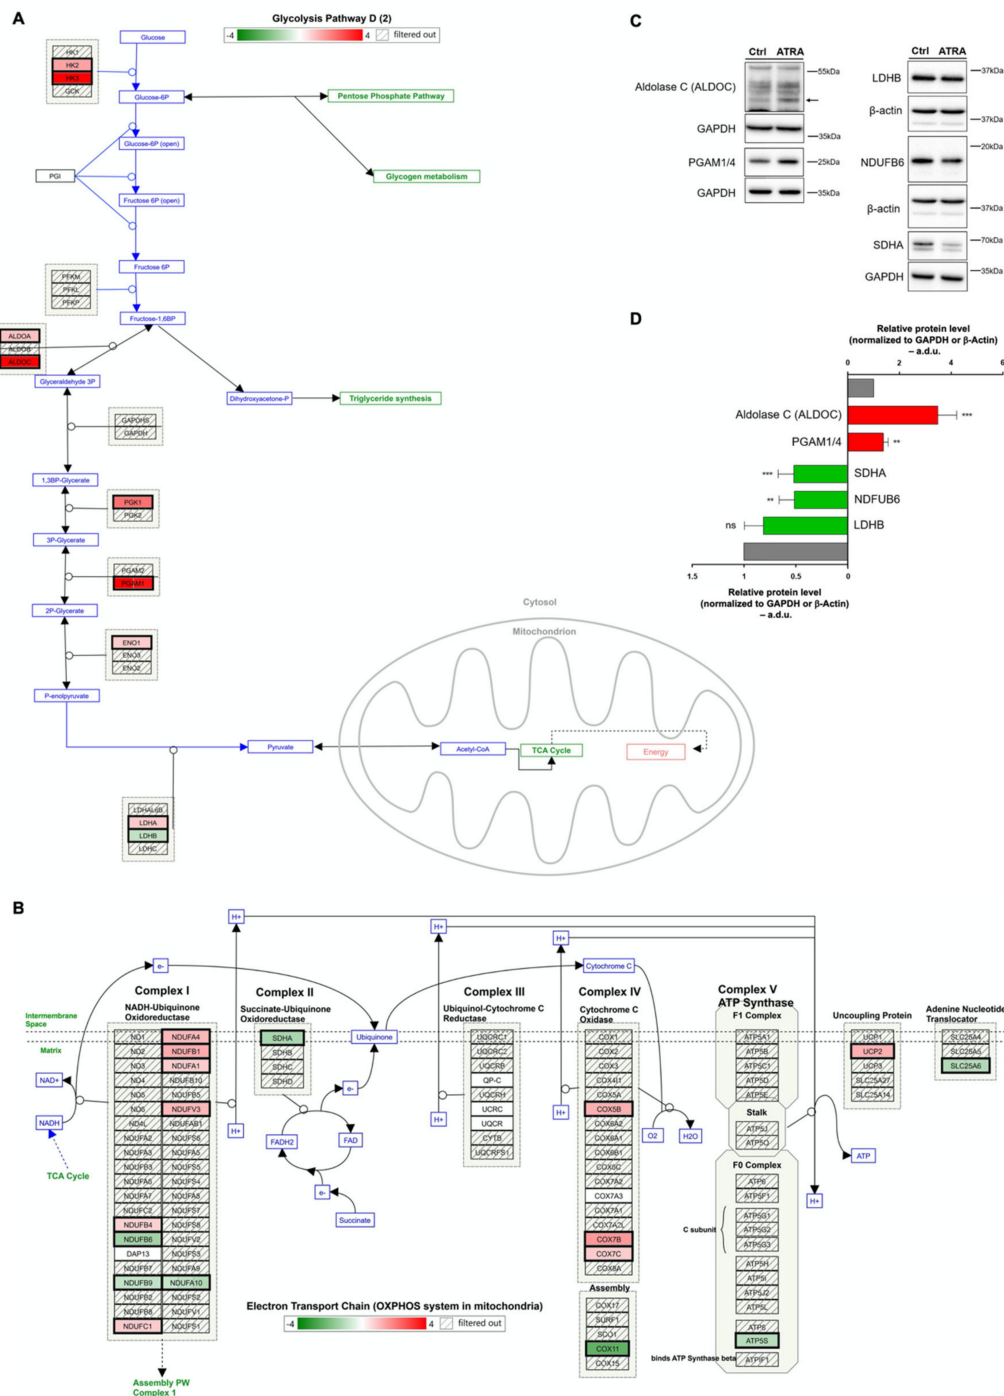 A
Glycolysis Pathway D (2)
-4
4
filtered out
Glucose
HK1
HK2
HK3
GCK
Glucose-6P
Pentose Phosphate Pathway
Glucose-6P (open)
PGI
Glycogen metabolism
Fructose 6P (open)
Fructose 6P
PFKM
PFKL
PFKP
Fructose-1,6BP
ALDOA
ALDOB
ALDOC
Glyceraldehyde 3P
Dihydroxyacetone-P
Triglyceride synthesis
GAPDHS
GAPDH
1,3BP-Glycerate
PGK1
PGK2
3P-Glycerate
PGAM2
PGAM1
2P-Glycerate
ENO1
ENO3
ENO2
P-enolpyruvate
Pyruvate
Cytosol
Mitochondrion
Acetyl-CoA
TCA Cycle
Energy
LDHAL6B
LDHA
LDHB
LDHC
C
Ctrl ATRA
Aldolase C (ALDOC)
55kDa
GAPDH
35kDa
PGAM1/4
25kDa
GAPDH
35kDa
Ctrl ATRA
LDHB
37kDa
β-actin
37kDa
20kDa
NDUFB6
β-actin
37kDa
70kDa
SDHA
35kDa
GAPDH
D
Relative protein level
(normalized to GAPDH or β-Actin)
– a.d.u.
0 2 4 6
Aldolase C (ALDOC)
***
PGAM1/4
**
***
SDHA
**
NDFUB6
ns
LDHB
1.5 1 0.5 0
Relative protein level
(normalized to GAPDH or β-Actin)
– a.d.u.
B
H+
H+
H+
e-
Cytochrome C
Complex I
NADH-Ubiquinone
Oxidoreductase
Complex II
Succinate-Ubiquinone
Oxidoreductase
Complex III
Ubiquinol-Cytochrome C
Reductase
Complex IV
Cytochrome C
Oxidase
Complex V
ATP Synthase
F1 Complex
Uncoupling Protein
Adenine Nucleotide
Translocator
Intermembrane
Space
Matrix
NAD+
NADH
TCA Cycle
ND1 NDUFA4
ND2 NDUFB1
ND3 NDUFA1
ND4 NDUFB10
ND5 NDUFB5
ND6 NDUFV3
ND4L NDUFAB1
NDUFA2 NDUFS6
NDUFA3 NDUFA5
NDUFB3 NDUFS5
NDUFA6 NDUFS4
NDUFA7 NDUFA8
NDUFC2 NDUFS7
NDUFB4 NDUFS8
NDUFB6 NDUFV2
DAP13 NDUFS3
NDUFB7 NDUFA9
NDUFB9 NDUFA10
NDUFB2 NDUFS2
NDUFB8 NDUFV1
NDUFC1 NDUFS1
Assembly PW
Complex 1
H+
SDHA
SDHB
SDHC
SDHD
Ubiquinone
e-
FADH2
FAD
e-
Succinate
H+
UQCRC1
UQCRC2
UQCRB
QP-C
UQCRH
UCRC
UQCR
CYTB
UQCRFS1
H+
COX1
COX2
COX3
COX4I1
COX5A
COX5B
COX6A2
COX6A1
COX6B1
COX6C
COX7A2
COX7A3
COX7A1
COX7A2L
COX7B
COX7C
COX8A
Assembly
COX17
SURF1
SCO1
COX11
COX15
O2
H2O
ATP5A1
ATP5B
ATP5C1
ATP5D
ATP5E
Stalk
ATP5J
ATP5O
F0 Complex
ATP6
ATP5F1
C subunit
ATP5G1
ATP5G2
ATP5G3
ATP5H
ATP5I
ATP5J2
ATP5L
ATP8
ATP5S
binds ATP Synthase beta
ATPIF1
UCP1
UCP2
UCP3
SLC25A27
SLC25A14
SLC25A4
SLC25A5
SLC25A6
ATP
H+
Electron Transport Chain (OXPHOS system in mitochondria)
-4
4
filtered out